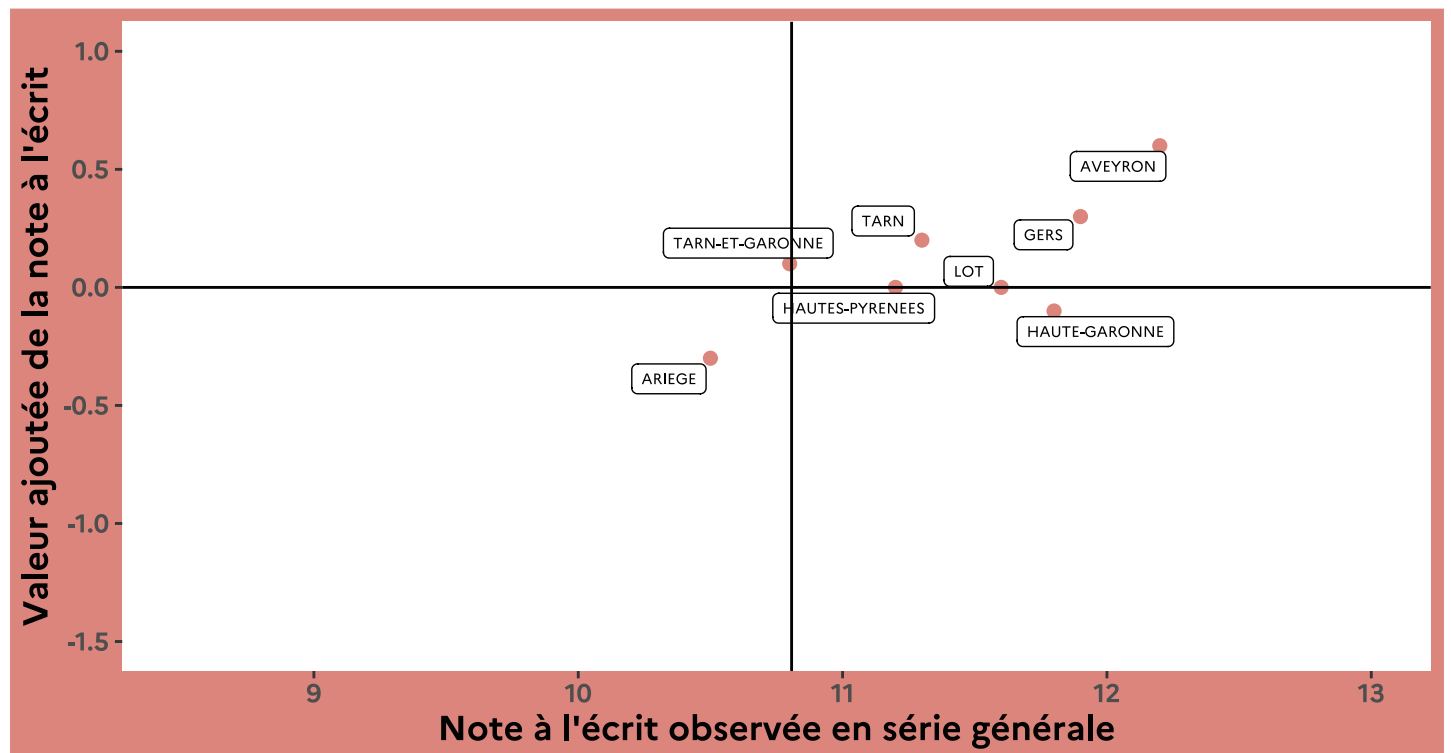 Valeur ajoutée de la note à l'écrit
1.0
0.5
0.0
-0.5
-1.0
-1.5
AVEYRON
TARN
GERS
TARN-ET-GARONNE
LOT
HAUTES-PYRENEES
HAUTE-GARONNE
ARIEGE
9
10
11
12
13
Note à l'écrit observée en série générale